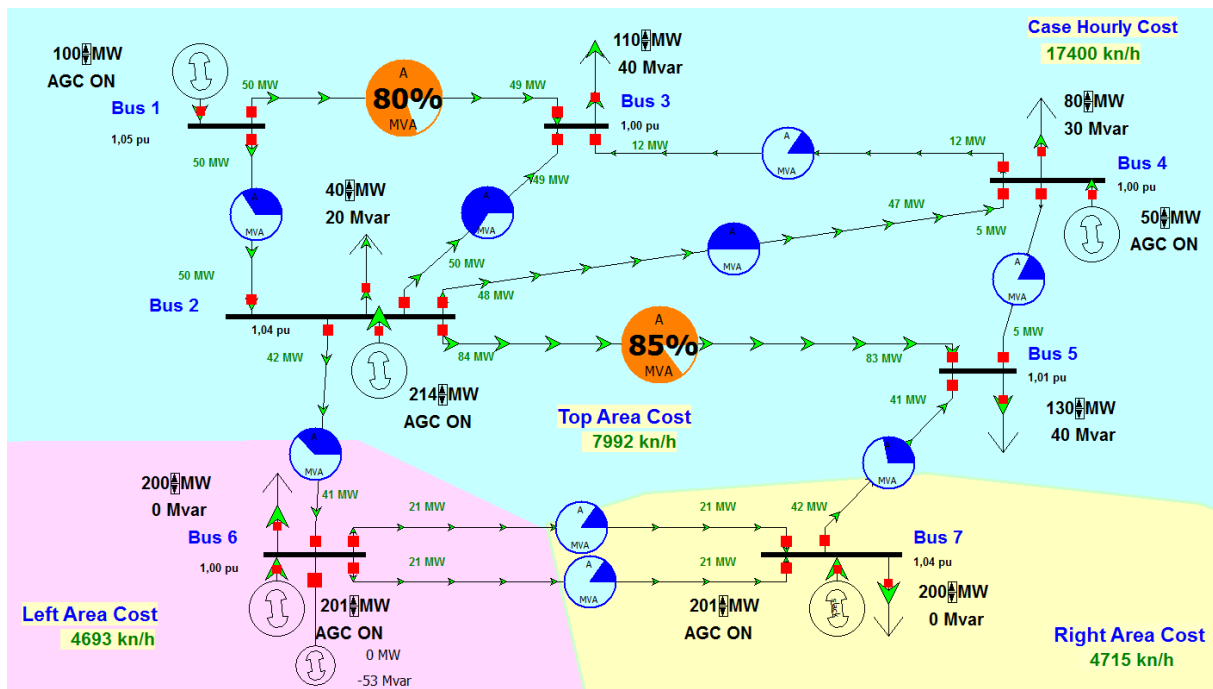 Case Hourly Cost
17400 kn/h
100 MW
AGC ON
Bus 1
1,05 pu
50 MW
A
80%
MVA
49 MW
110 MW
40 Mvar
Bus 3
1,00 pu
12 MW
A
MVA
12 MW
80 MW
30 Mvar
Bus 4
1,00 pu
50 MW
AGC ON
50 MW
A
MVA
50 MW
40 MW
20 Mvar
49 MW
A
MVA
50 MW
47 MW
A
MVA
48 MW
5 MW
A
MVA
5 MW
Bus 2
1,04 pu
42 MW
84 MW
A
85%
MVA
83 MW
Bus 5
1,01 pu
130 MW
40 Mvar
214 MW
AGC ON
Top Area Cost
7992 kn/h
41 MW
A
MVA
42 MW
A
MVA
41 MW
200 MW
0 Mvar
Bus 6
1,00 pu
21 MW
A
MVA
21 MW
21 MW
A
MVA
21 MW
Bus 7
1,04 pu
201 MW
AGC ON
0 MW
-53 Mvar
201 MW
AGC ON
slack
200 MW
0 Mvar
Left Area Cost
4693 kn/h
Right Area Cost
4715 kn/h